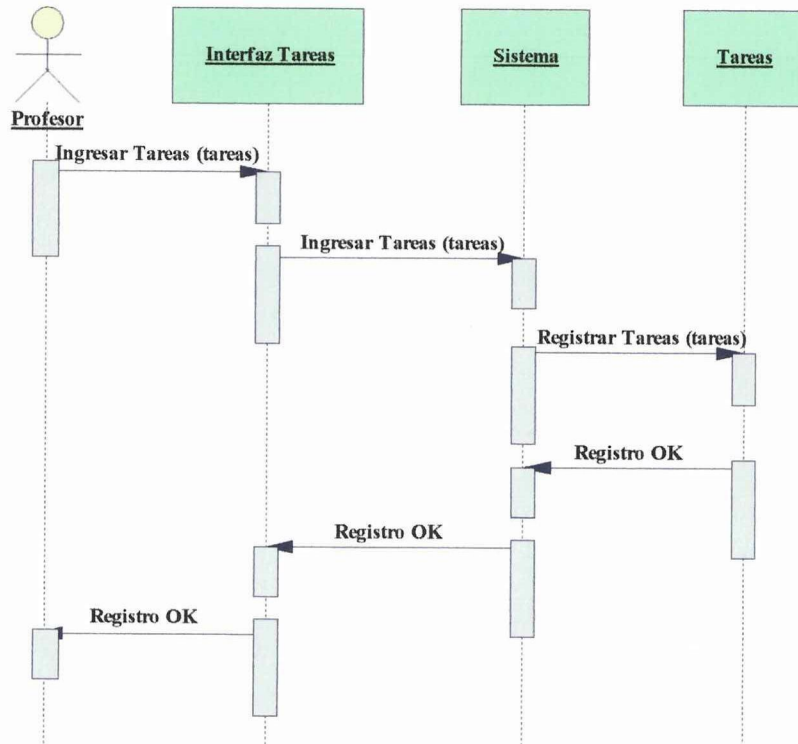 Interfaz Tareas
Sistema
Tareas
Profesor
Ingresar Tareas (tareas)
Ingresar Tareas (tareas)
Registrar Tareas (tareas)
Registro OK
Registro OK
Registro OK